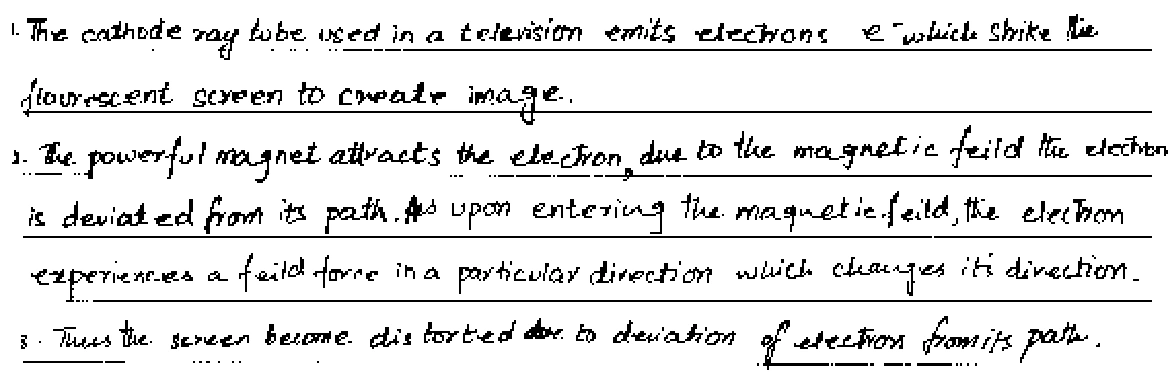 1. The cathode ray tube used in a television emits electrons e⁻ which strike the
flourescent screen to create image.
2. The powerful magnet attracts the electron, due to the magnetic feild the electron
is deviated from its path. As upon entering the magnetic feild, the electron
experiences a feild force in a particular direction which changes its direction.
3. Thus the screen become distorted due to deviation of electron from its path.